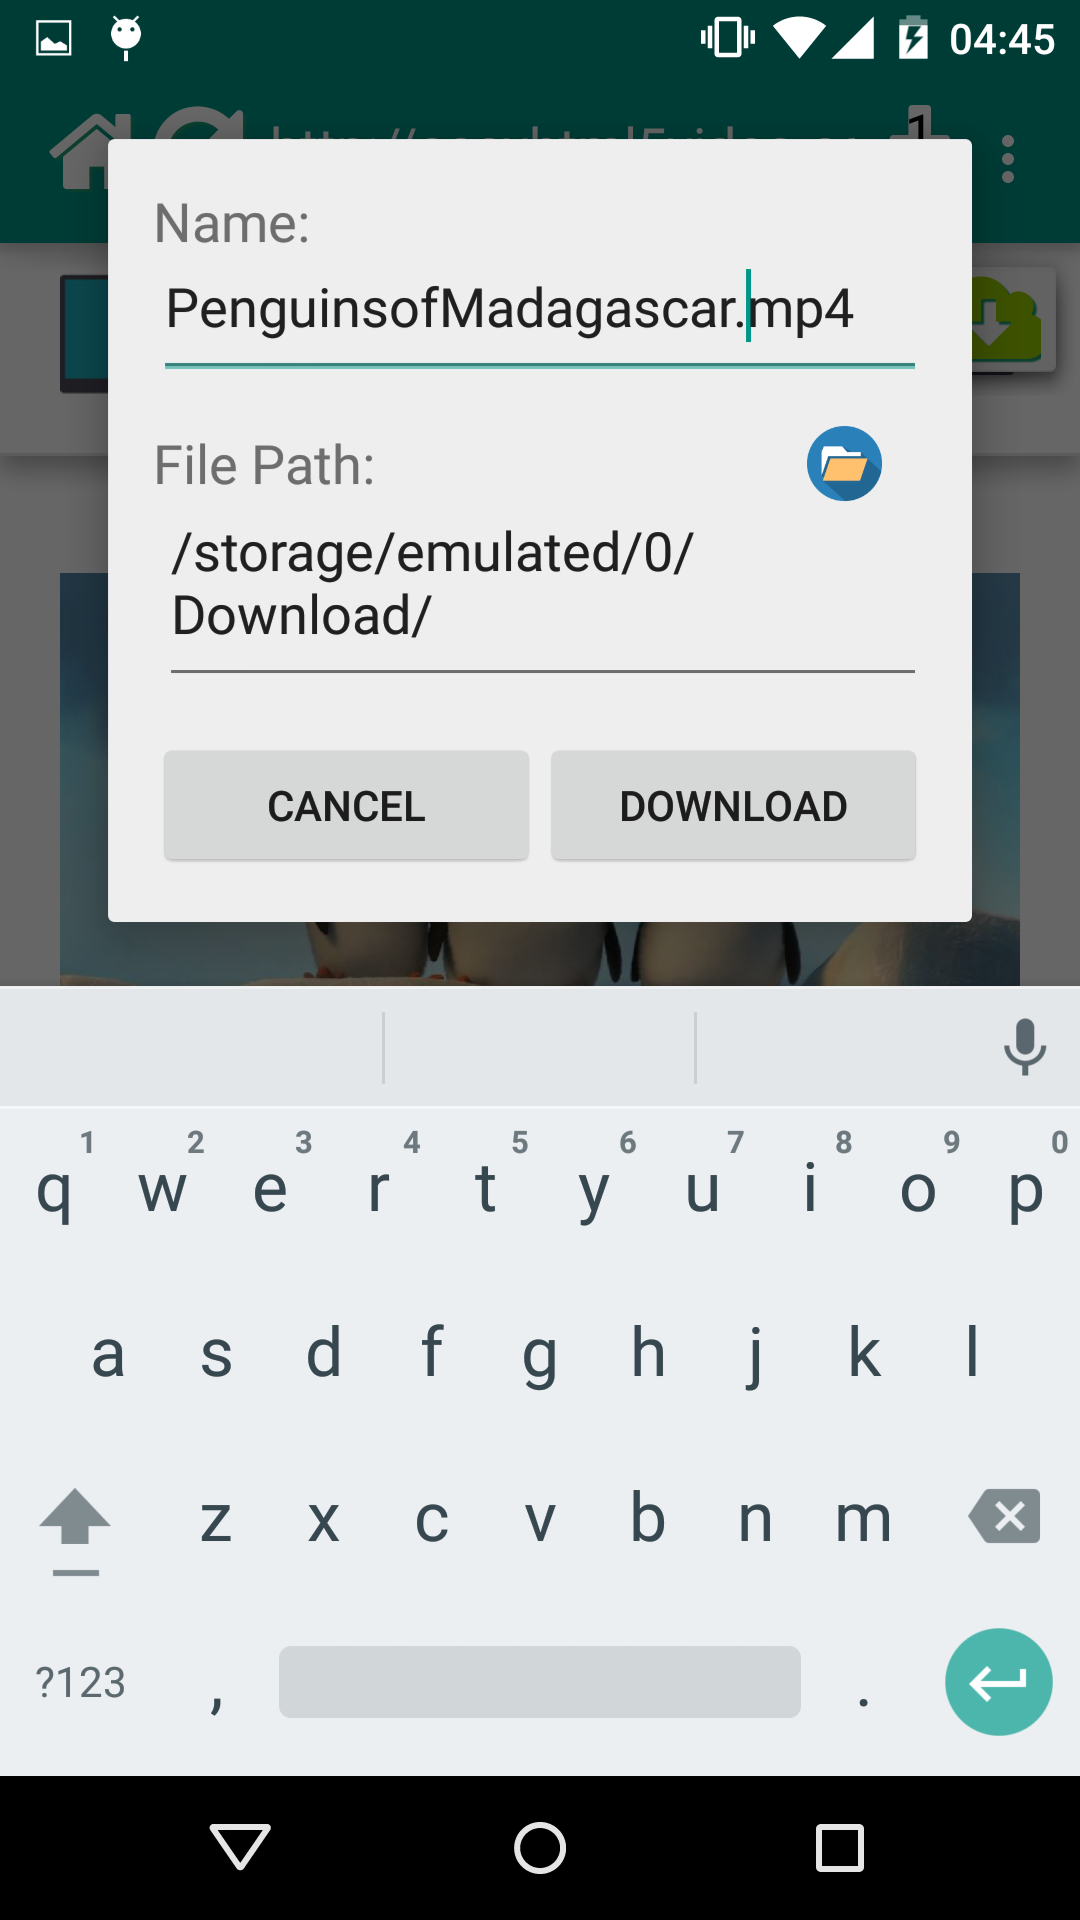 04:45
1
Name:
PenguinsofMadagascar.mp4
File Path:
/storage/emulated/0/
Download/
CANCEL
DOWNLOAD
1 2 3 4 5 6 7 8 9 0
q w e r t y u i o p
a s d f g h j k l
z x c v b n m
?123 , .